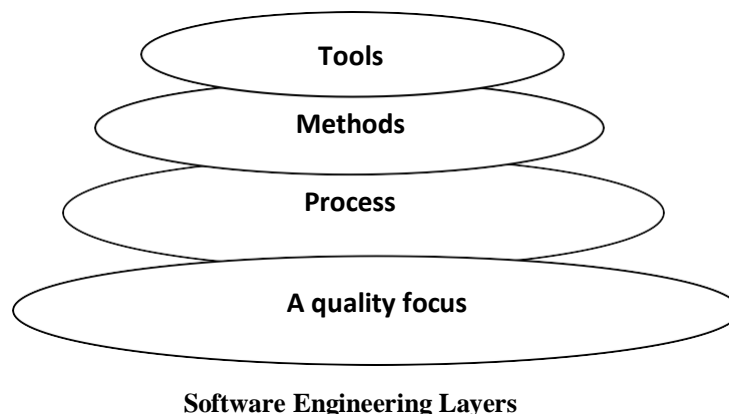 Tools
Methods
Process
A quality focus
Software Engineering Layers